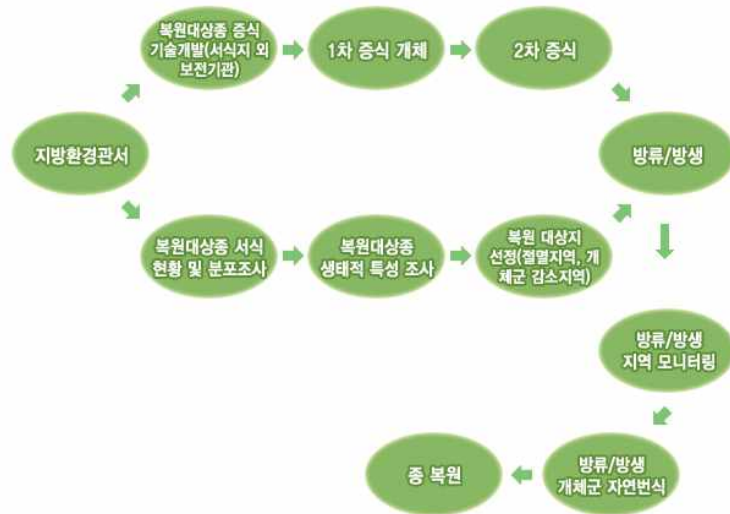 복원대상종 증식
기술개발(서식지 외
보전기관)
1차 증식 개체
2차 증식
지방환경관서
방류/방생
복원대상종 서식
현황 및 분포조사
복원대상종
생태적 특성 조사
복원 대상지
선정(절멸지역, 개
체군 감소지역)
방류/방생
지역 모니터링
방류/방생
개체군 자연번식
종 복원